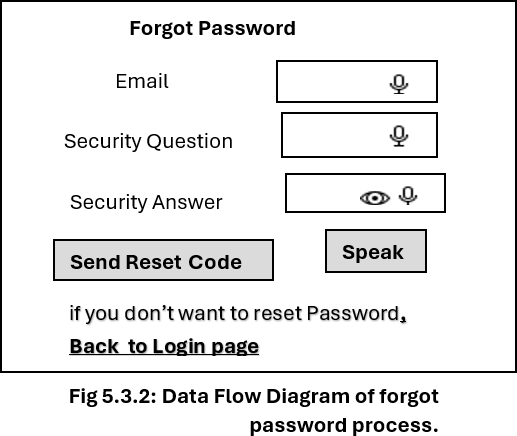 Forgot Password
Email
Security Question
Security Answer
Send Reset Code
Speak
if you don’t want to reset Password,
Back to Login page
Fig 5.3.2: Data Flow Diagram of forgot
password process.